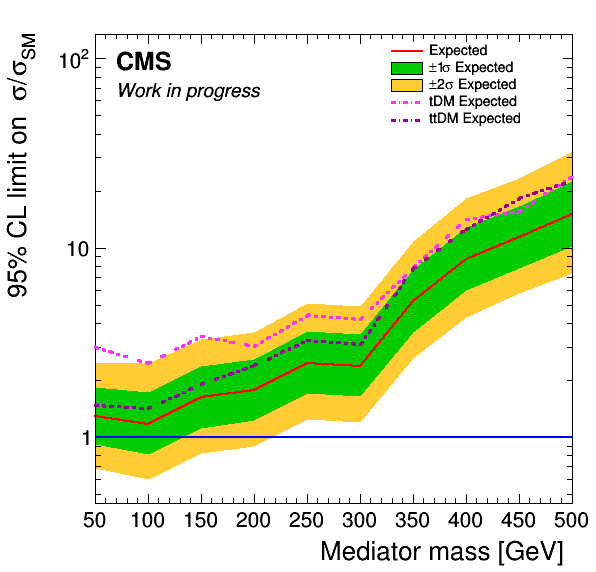 95% CL limit on σ/σSM
CMS
Work in progress
Expected
±1σ Expected
±2σ Expected
tDM Expected
ttDM Expected
10²
10
1
50 100 150 200 250 300 350 400 450 500
Mediator mass [GeV]